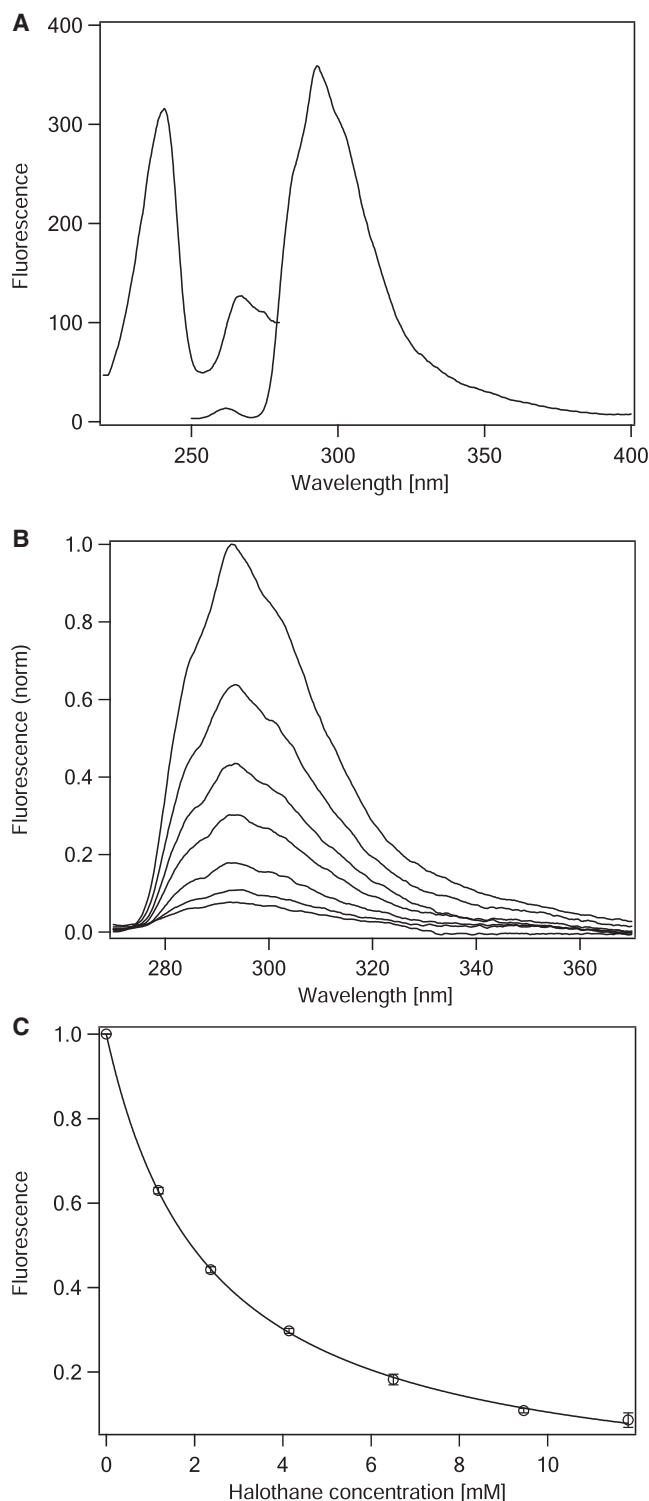 A
400
300
200
100
0
Fluorescence
250 300 350 400
Wavelength [nm]
B
1.0
0.8
0.6
0.4
0.2
0.0
Fluorescence (norm)
280 300 320 340 360
Wavelength [nm]
C
1.0
0.8
0.6
0.4
0.2
Fluorescence
0 2 4 6 8 10
Halothane concentration [mM]